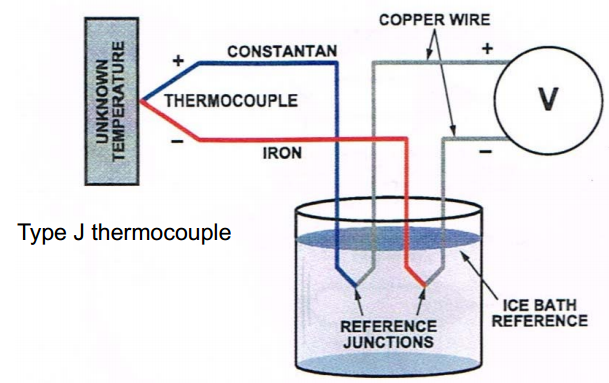 COPPER WIRE
+
CONSTANTAN
+
V
UNKNOWN
TEMPERATURE
THERMOCOUPLE
−
IRON
−
Type J thermocouple
ICE BATH
REFERENCE
REFERENCE
JUNCTIONS